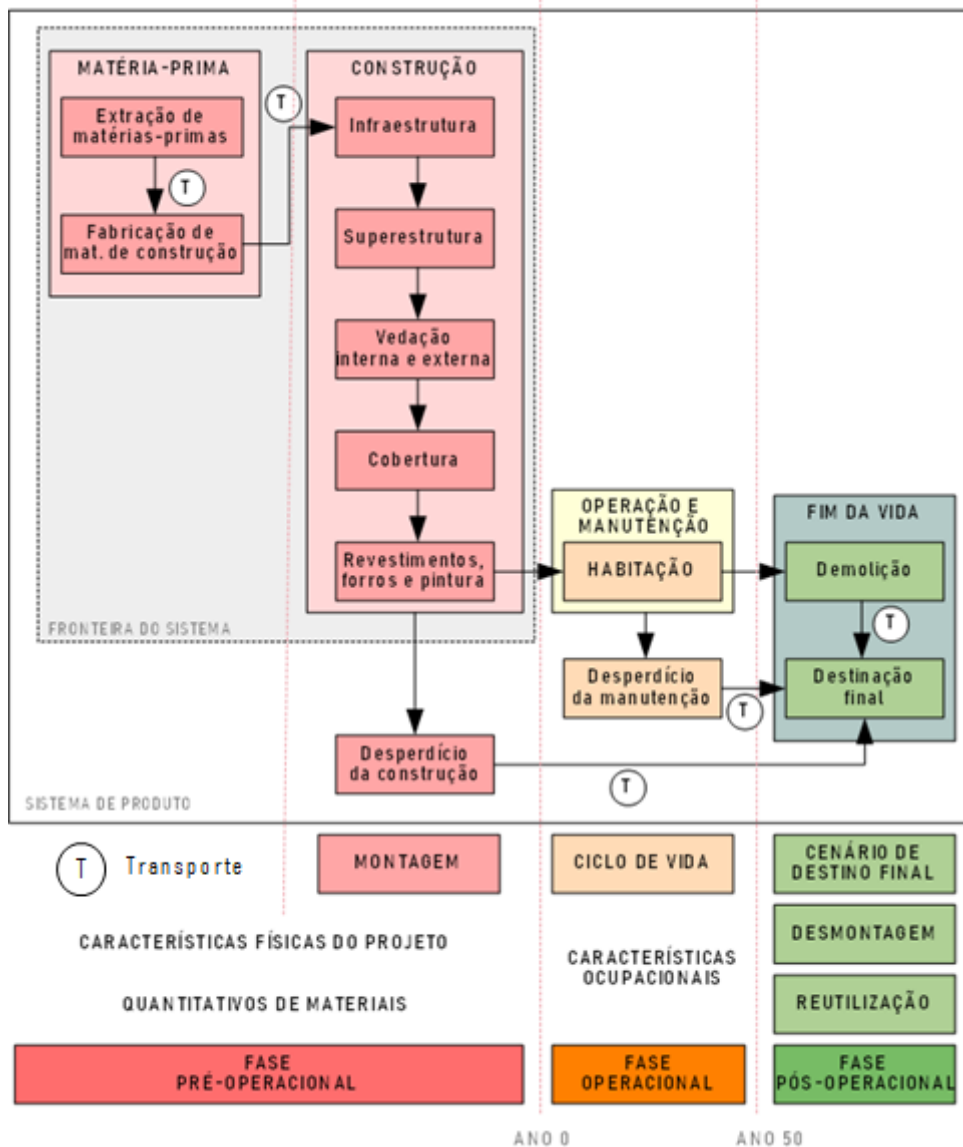 MATÉRIA-PRIMA
Extração de
matérias-primas
T
Fabricação de
mat. de construção
T
CONSTRUÇÃO
Infraestrutura
Superestrutura
Vedação
interna e externa
Cobertura
Revestimentos,
forros e pintura
FRONTEIRA DO SISTEMA
OPERAÇÃO E
MANUTENÇÃO
HABITAÇÃO
Desperdício
da manutenção
T
FIM DA VIDA
Demolição
T
Destinação
final
Desperdício
da construção
T
SISTEMA DE PRODUTO
T Transporte
MONTAGEM
CICLO DE VIDA
CENÁRIO DE
DESTINO FINAL
DESMONTAGEM
REUTILIZAÇÃO
CARACTERÍSTICAS FÍSICAS DO PROJETO
QUANTITATIVOS DE MATERIAIS
CARACTERÍSTICAS
OCUPACIONAIS
FASE
PRÉ-OPERACIONAL
FASE
OPERACIONAL
FASE
PÓS-OPERACIONAL
ANO 0
ANO 50